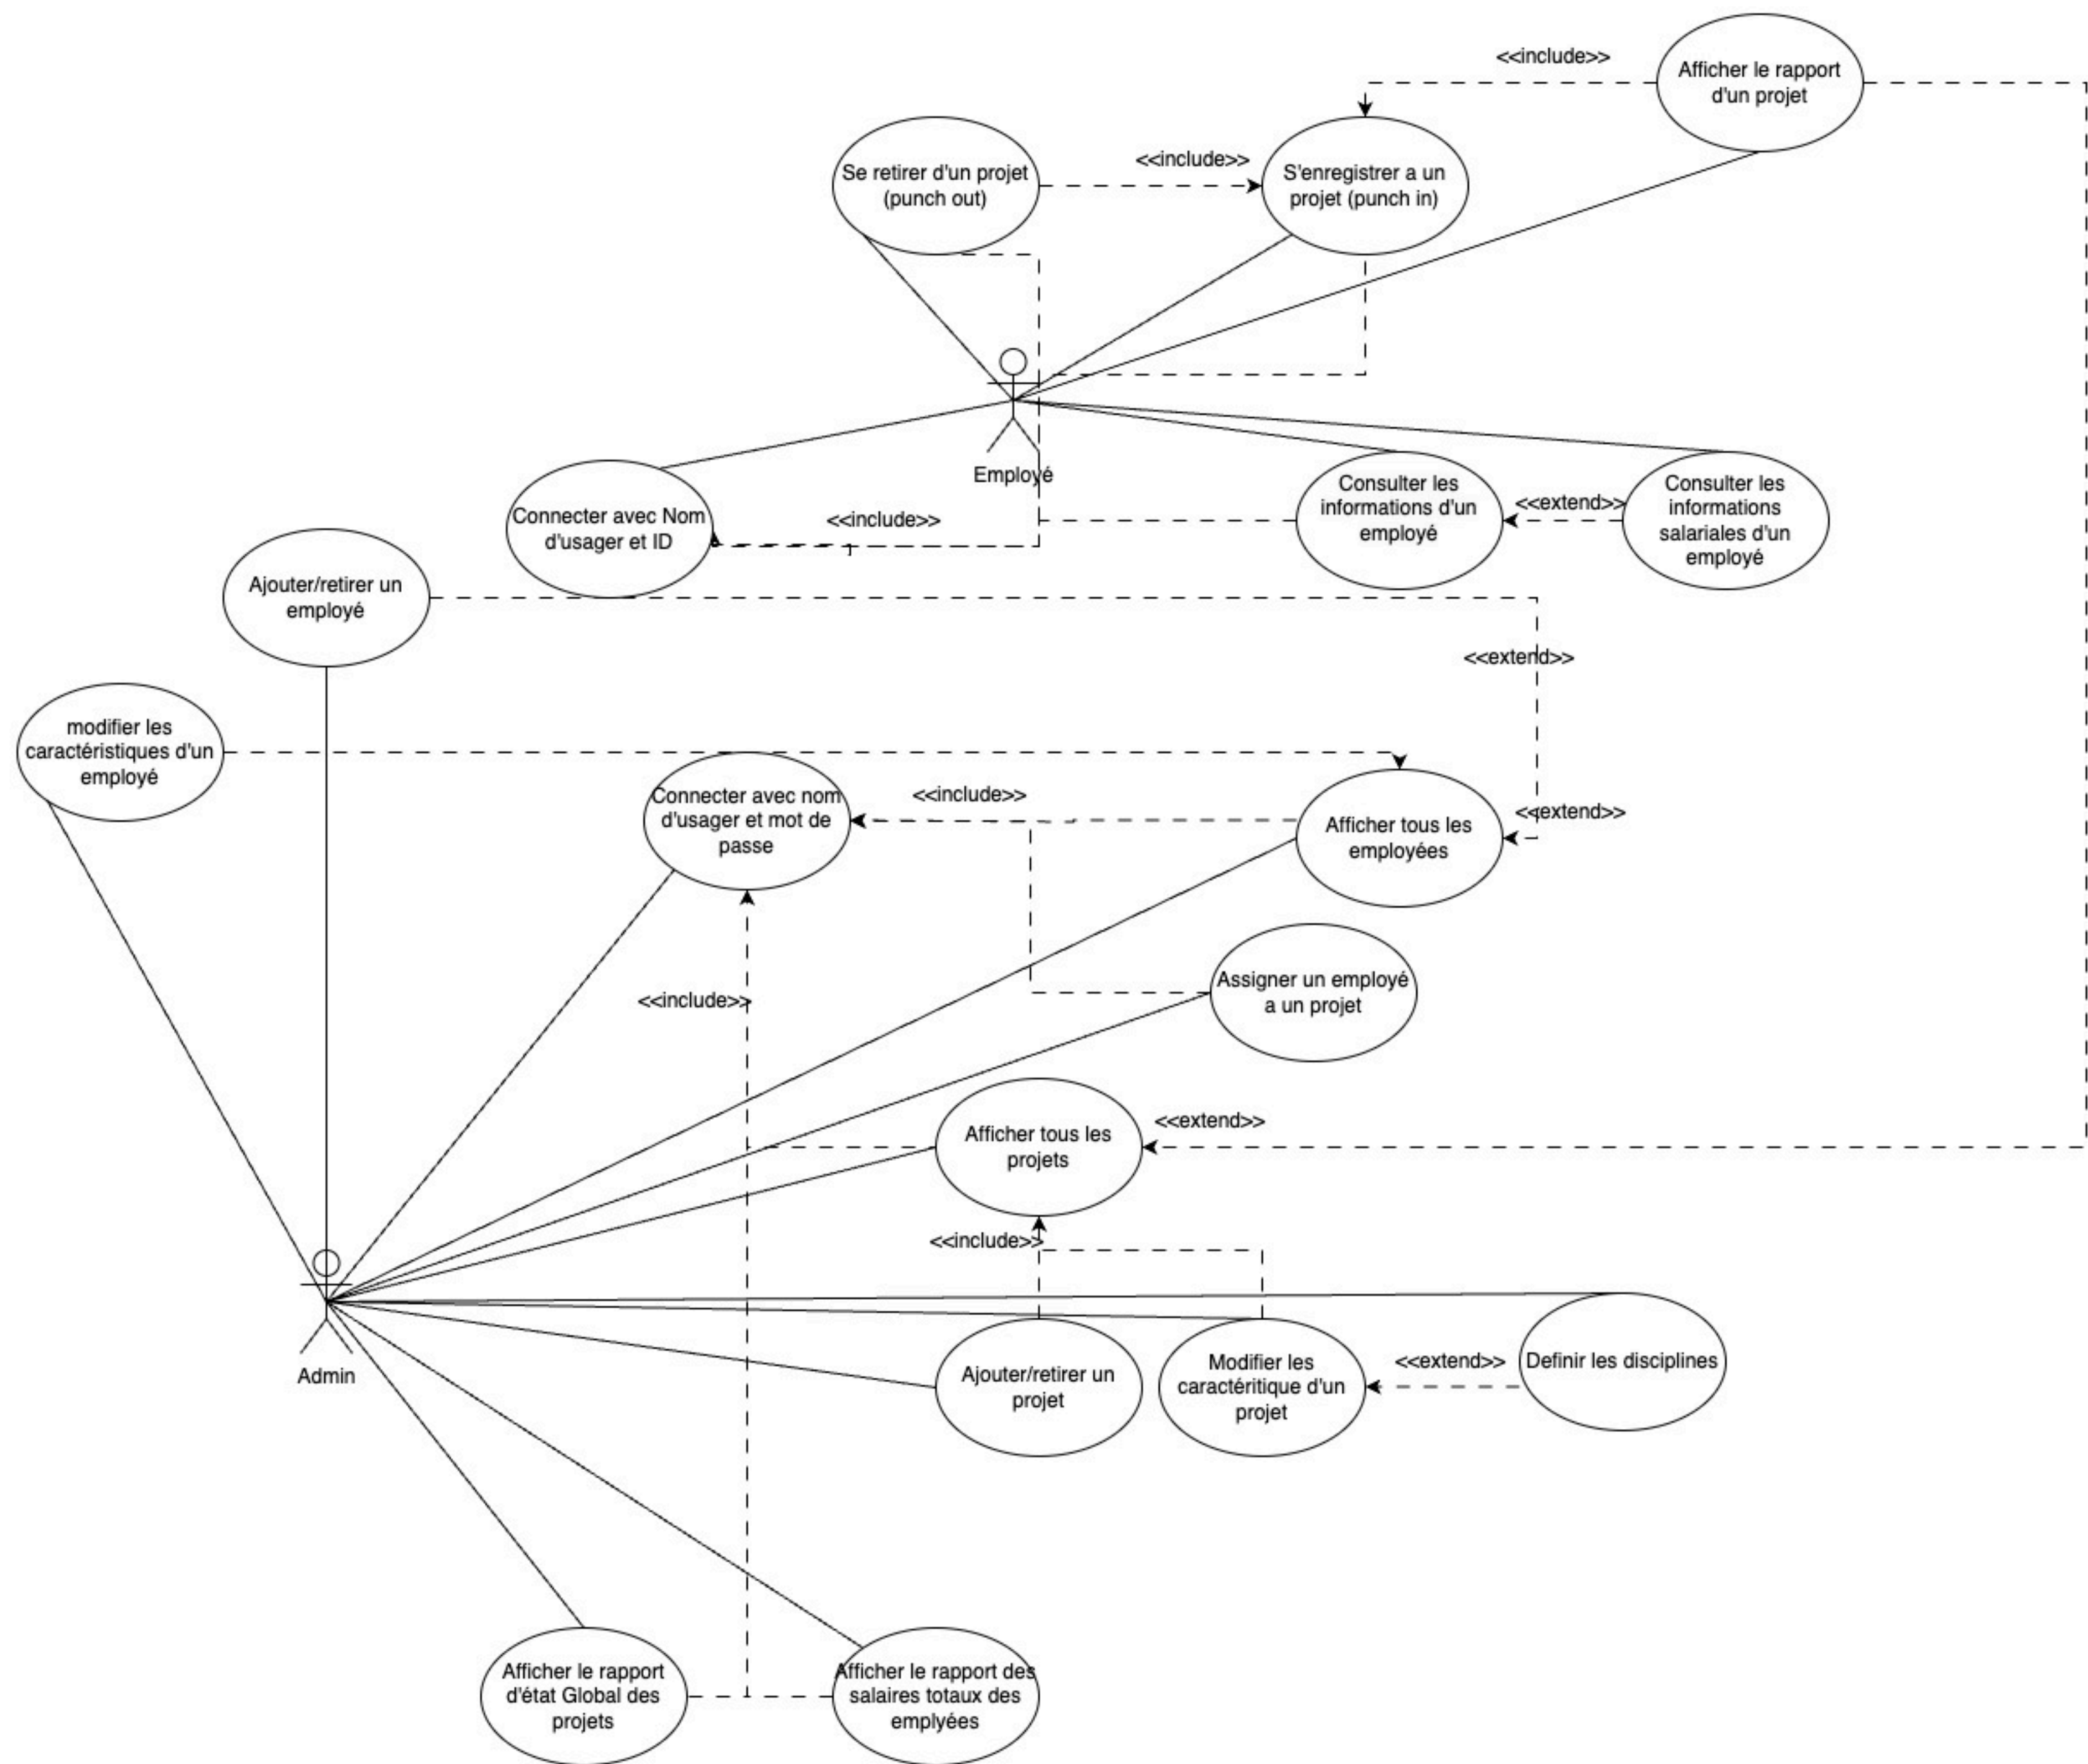 <<include>>
Afficher le rapport
d'un projet
Se retirer d'un projet
(punch out)
<<include>>
S'enregistrer a un
projet (punch in)
Employé
Connecter avec Nom
d'usager et ID
<<include>>
Consulter les
informations d'un
employé
<<extend>>
Consulter les
informations
salariales d'un
employé
Ajouter/retirer un
employé
<<extend>>
modifier les
caractéristiques d'un
employé
Connecter avec nom
d'usager et mot de
passe
<<include>>
Afficher tous les
employées
<<extend>>
Assigner un employé
a un projet
<<include>>
Afficher tous les
projets
<<extend>>
<<include>>
Admin
Ajouter/retirer un
projet
Modifier les
caractéritique d'un
projet
<<extend>>
Definir les disciplines
Afficher le rapport
d'état Global des
projets
Afficher le rapport des
salaires totaux des
emplyées